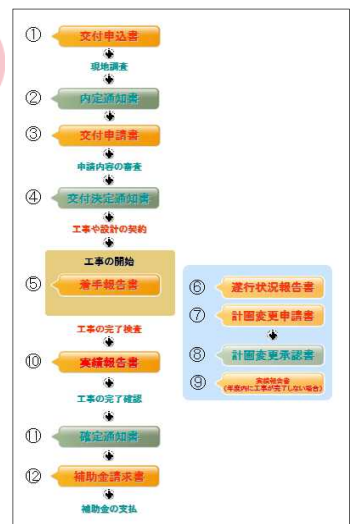 ① 交付申込書
現地調査
② 内定通知書
③ 交付申請書
申請内容の審査
④ 交付決定通知書
工事や設計の契約
工事の開始
⑤ 着手報告書
工事の完了検査
⑩ 実績報告書
工事の完了確認
⑪ 確定通知書
⑫ 補助金請求書
補助金の支払
⑥ 遂行状況報告書
⑦ 計画変更申請書
⑧ 計画変更承認書
⑨ 実績報告書
(年度内に工事が完了しない場合)